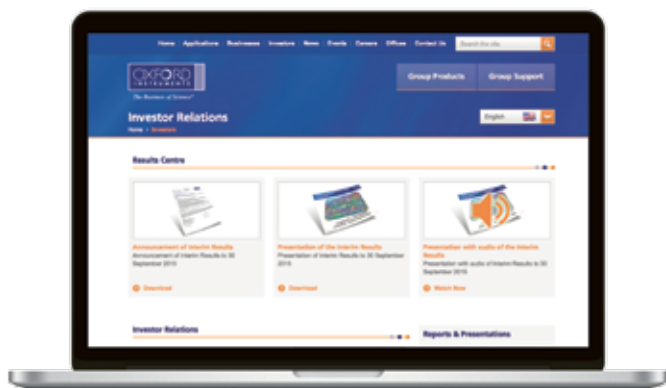 Home Applications Businesses Investors News Events Careers Offices Contact Us Search the site
OXFORD
INSTRUMENTS
The Business of Science®
Group Products Group Support
Investor Relations
English
Home Investors
Results Centre
Announcement of Interim Results
Announcement of Interim Results to 30
September 2015
Download
Presentation of the Interim Results
Presentation of Interim Results to 30 September
2015
Download
Presentation with audio of the Interim
Results
Presentation with audio of Interim Results to 30
September 2015
Watch Now
Investor Relations
Reports & Presentations